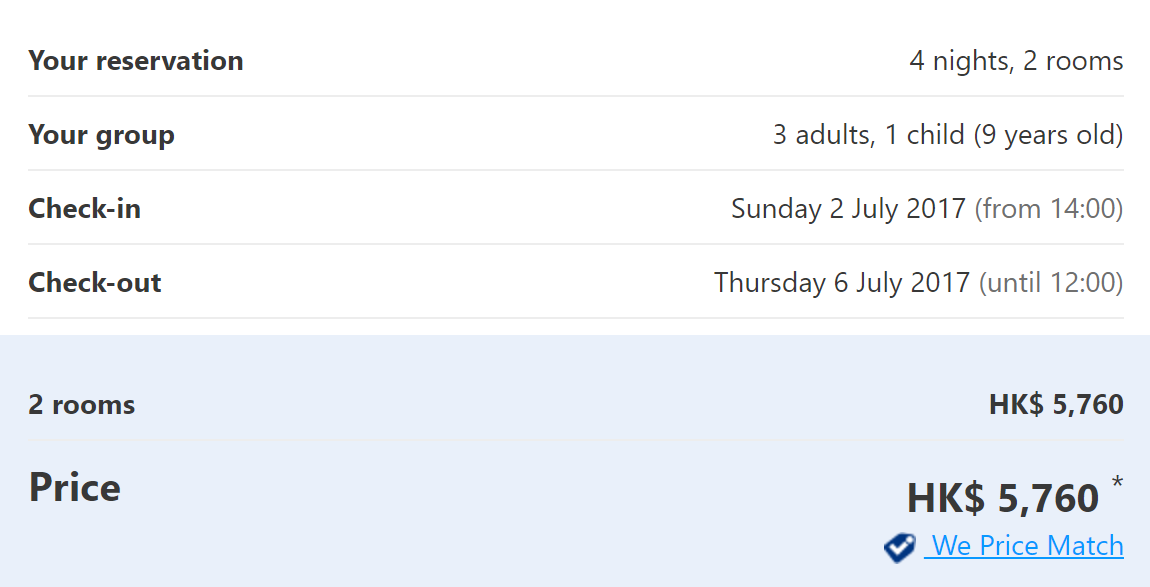 Your reservation 4 nights, 2 rooms
Your group 3 adults, 1 child (9 years old)
Check-in Sunday 2 July 2017 (from 14:00)
Check-out Thursday 6 July 2017 (until 12:00)
2 rooms HK$ 5,760
Price HK$ 5,760 *
We Price Match